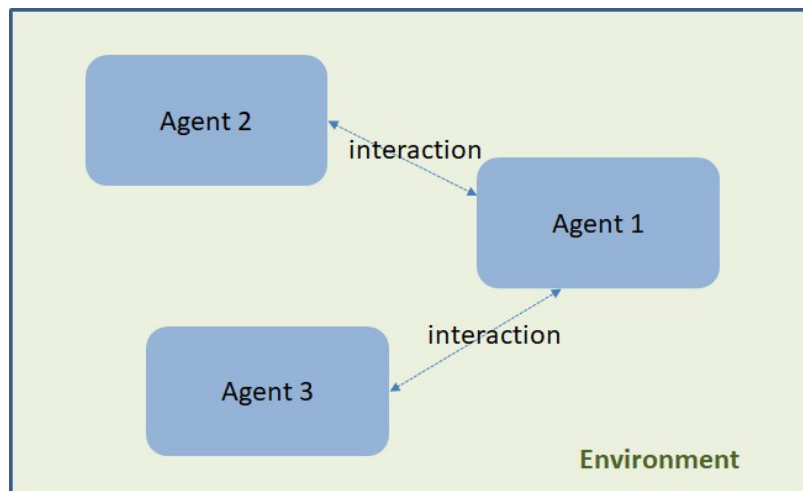 Agent 2
interaction
Agent 1
interaction
Agent 3
Environment